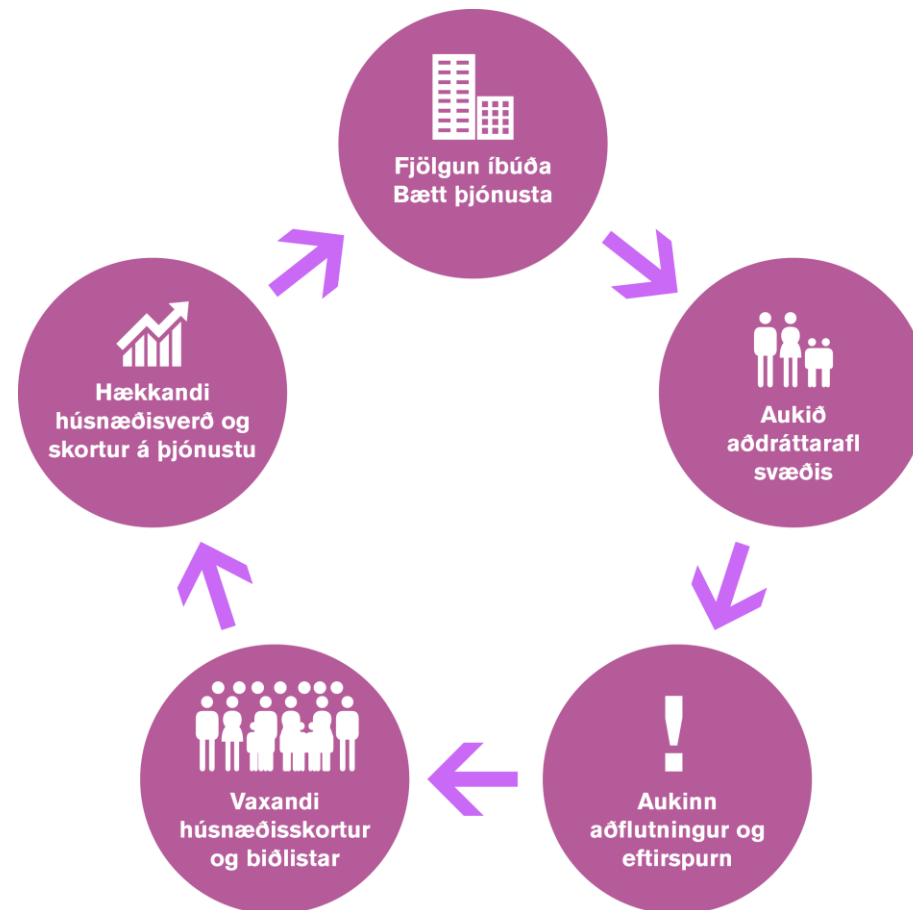 Fjölgun íbúða
Bætt þjónusta
Aukið
aðdráttarafl
svæðis
Aukinn
aðflutningur og
eftirspurn
Vaxandi
húsnæðisskortur
og biðlistar
Hækkandi
húsnæðisverð og
skortur á þjónustu